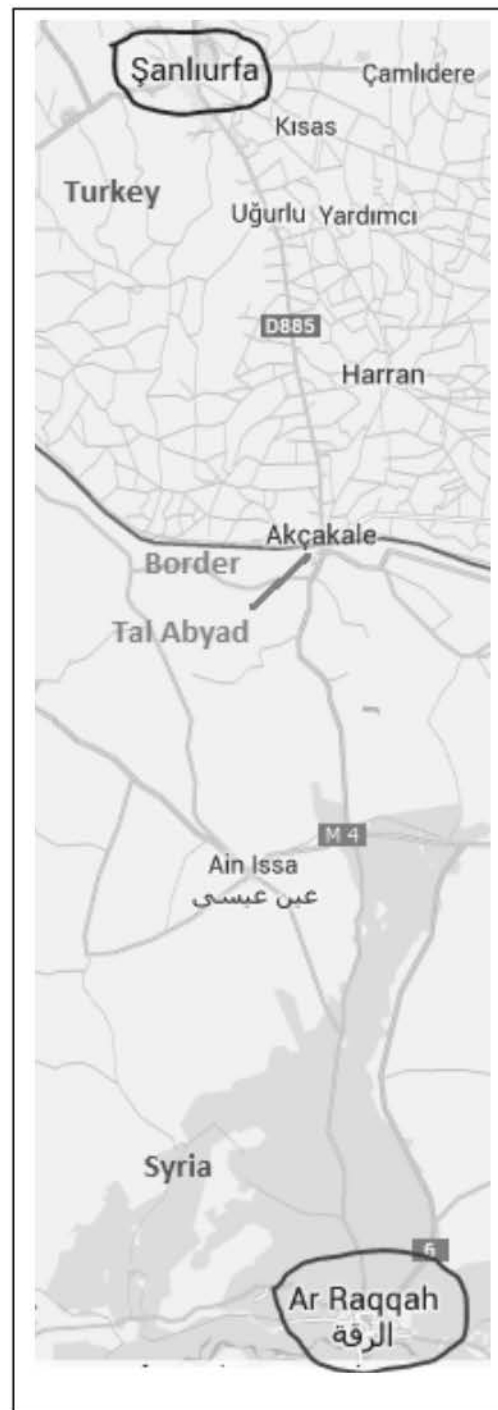 Şanlıurfa
Çamlıdere
Kısas
Turkey
Uğurlu Yardımcı
D885
Harran
Akçakale
Border
Tal Abyad
M 4
Ain Issa
عين عيسى
Syria
6
Ar Raqqah
الرقة